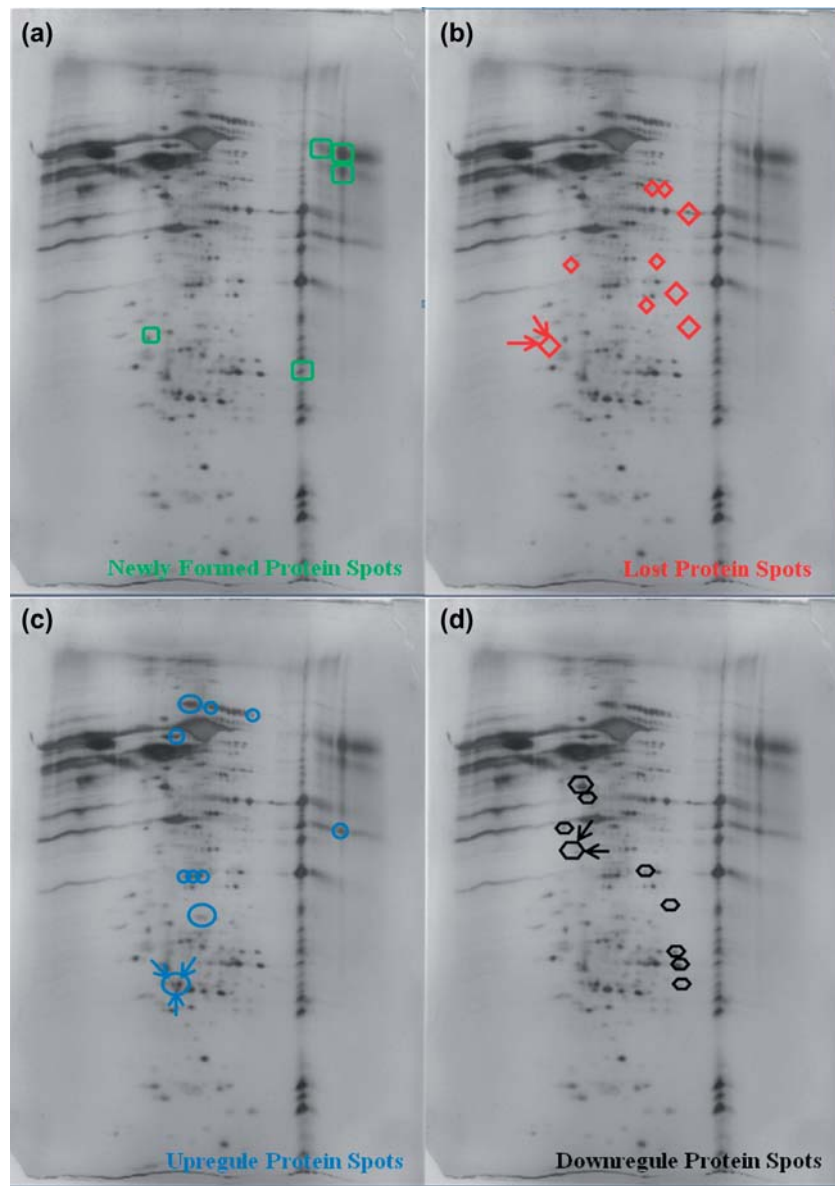 (a)
(b)
Newly Formed Protein Spots
Lost Protein Spots
(c)
(d)
Upregule Protein Spots
Downregule Protein Spots